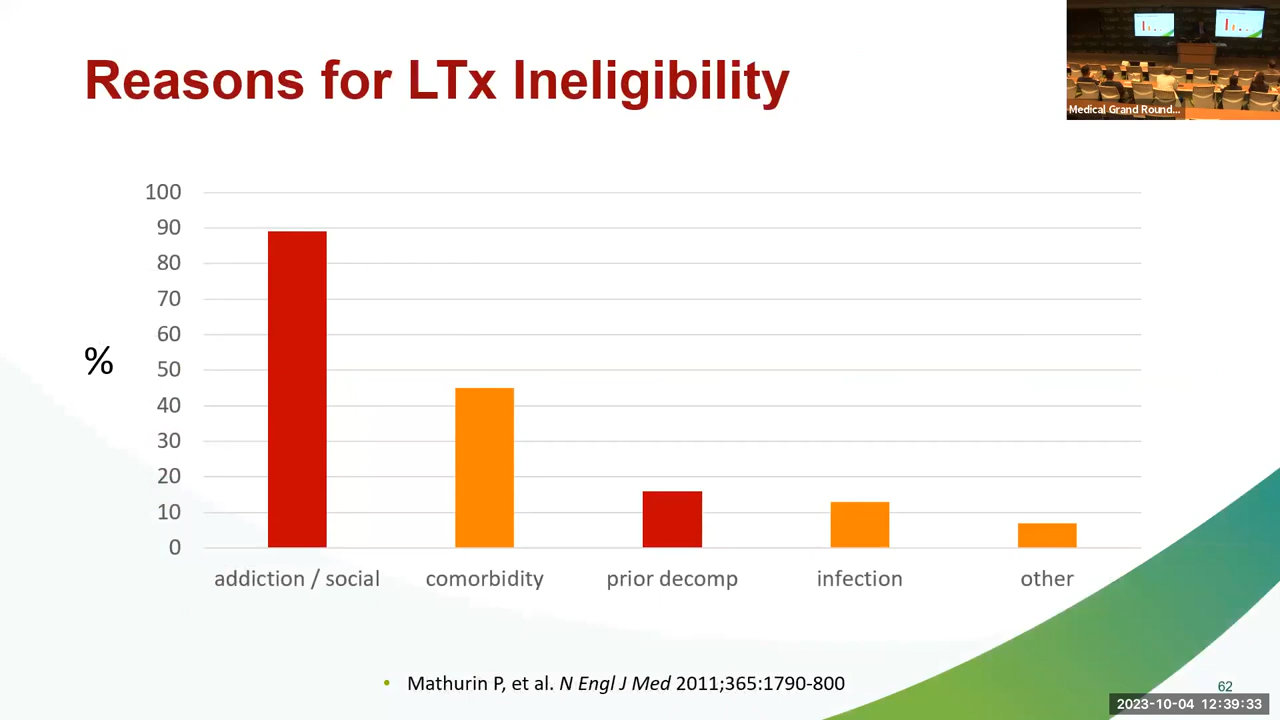 Reasons for LTx Ineligibility
Medical Grand Round...
100
90
80
70
60
50
40
30
20
10
0
%
addiction / social
comorbidity
prior decomp
infection
other
• Mathurin P, et al. N Engl J Med 2011;365:1790-800
62
2023-10-04 12:39:33